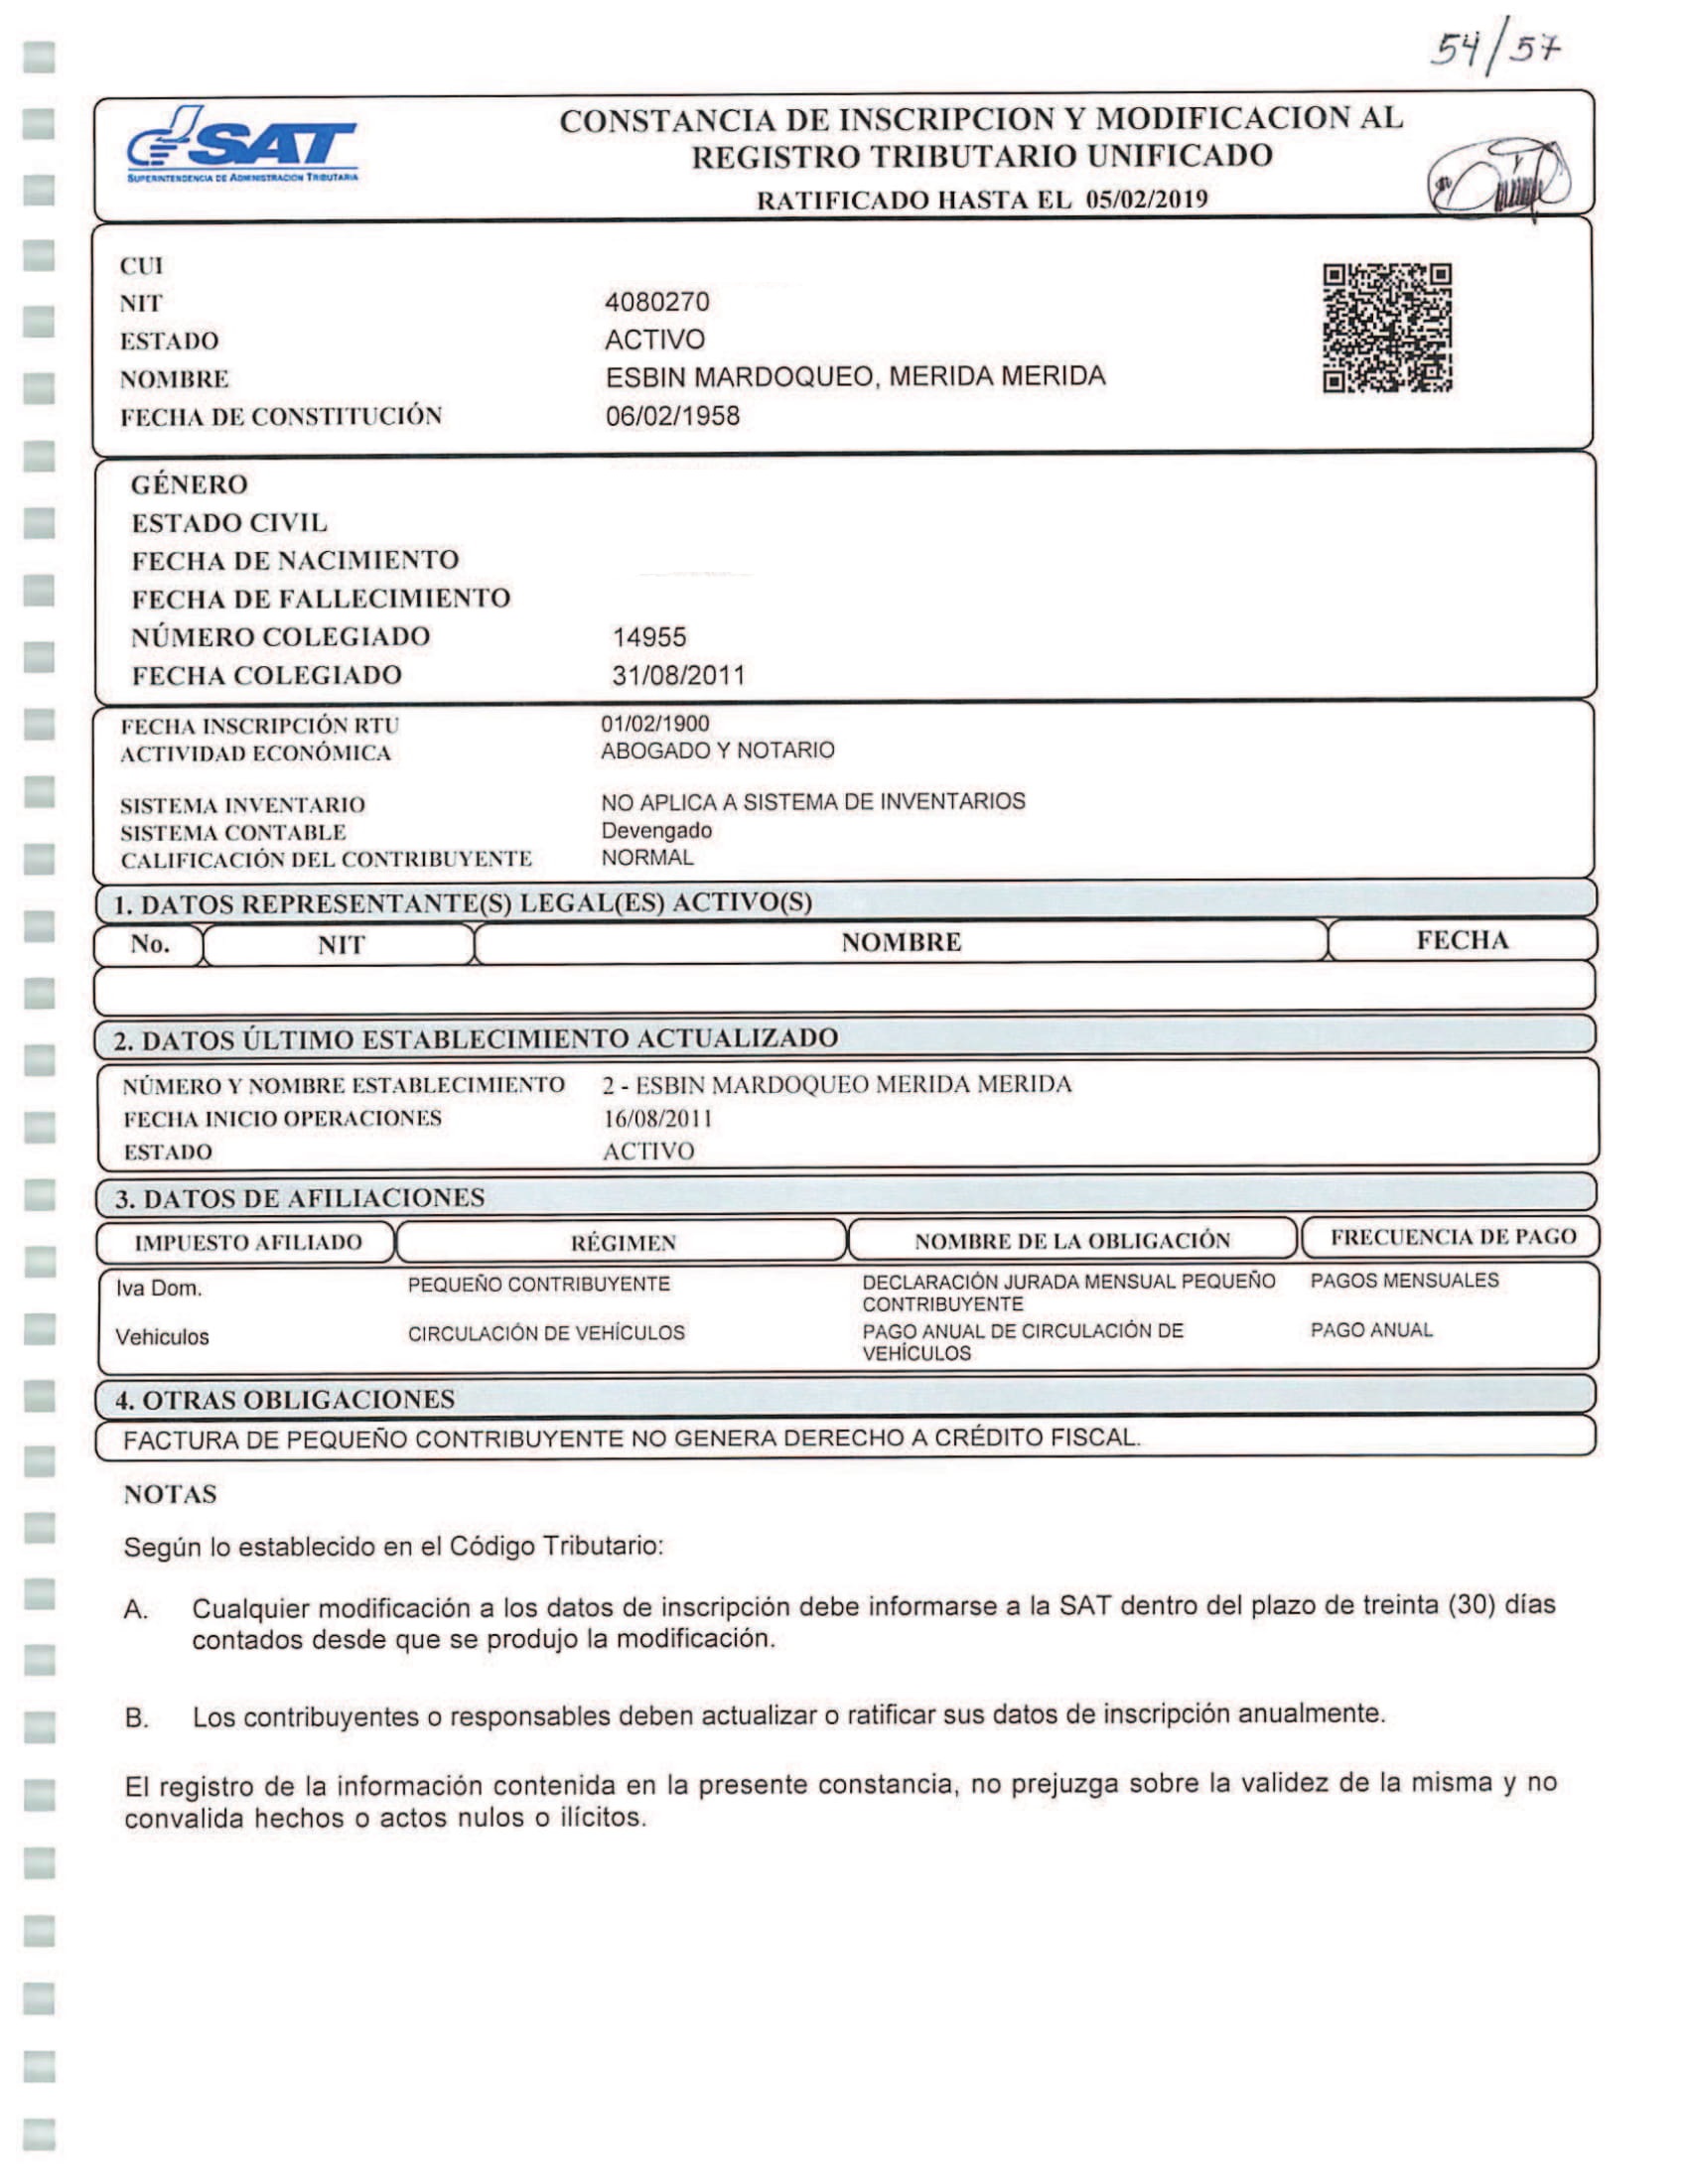 54/57
SAT
SUPERINTENDENCIA DE ADMINISTRACIÓN TRIBUTARIA
CONSTANCIA DE INSCRIPCION Y MODIFICACION AL
REGISTRO TRIBUTARIO UNIFICADO
RATIFICADO HASTA EL 05/02/2019
CUI
NIT 4080270
ESTADO ACTIVO
NOMBRE ESBIN MARDOQUEO, MERIDA MERIDA
FECHA DE CONSTITUCIÓN 06/02/1958
GÉNERO
ESTADO CIVIL
FECHA DE NACIMIENTO
FECHA DE FALLECIMIENTO
NÚMERO COLEGIADO 14955
FECHA COLEGIADO 31/08/2011
FECHA INSCRIPCIÓN RTU 01/02/1900
ACTIVIDAD ECONÓMICA ABOGADO Y NOTARIO
SISTEMA INVENTARIO NO APLICA A SISTEMA DE INVENTARIOS
SISTEMA CONTABLE Devengado
CALIFICACIÓN DEL CONTRIBUYENTE NORMAL
1. DATOS REPRESENTANTE(S) LEGAL(ES) ACTIVO(S)
No. NIT NOMBRE FECHA
2. DATOS ÚLTIMO ESTABLECIMIENTO ACTUALIZADO
NÚMERO Y NOMBRE ESTABLECIMIENTO 2 - ESBIN MARDOQUEO MERIDA MERIDA
FECHA INICIO OPERACIONES 16/08/2011
ESTADO ACTIVO
3. DATOS DE AFILIACIONES
IMPUESTO AFILIADO RÉGIMEN NOMBRE DE LA OBLIGACIÓN FRECUENCIA DE PAGO
Iva Dom. PEQUEÑO CONTRIBUYENTE DECLARACIÓN JURADA MENSUAL PEQUEÑO PAGOS MENSUALES
CONTRIBUYENTE
Vehiculos CIRCULACIÓN DE VEHÍCULOS PAGO ANUAL DE CIRCULACIÓN DE PAGO ANUAL
VEHÍCULOS
4. OTRAS OBLIGACIONES
FACTURA DE PEQUEÑO CONTRIBUYENTE NO GENERA DERECHO A CRÉDITO FISCAL.
NOTAS
Según lo establecido en el Código Tributario:
A. Cualquier modificación a los datos de inscripción debe informarse a la SAT dentro del plazo de treinta (30) días
contados desde que se produjo la modificación.
B. Los contribuyentes o responsables deben actualizar o ratificar sus datos de inscripción anualmente.
El registro de la información contenida en la presente constancia, no prejuzga sobre la validez de la misma y no
convalida hechos o actos nulos o ilícitos.